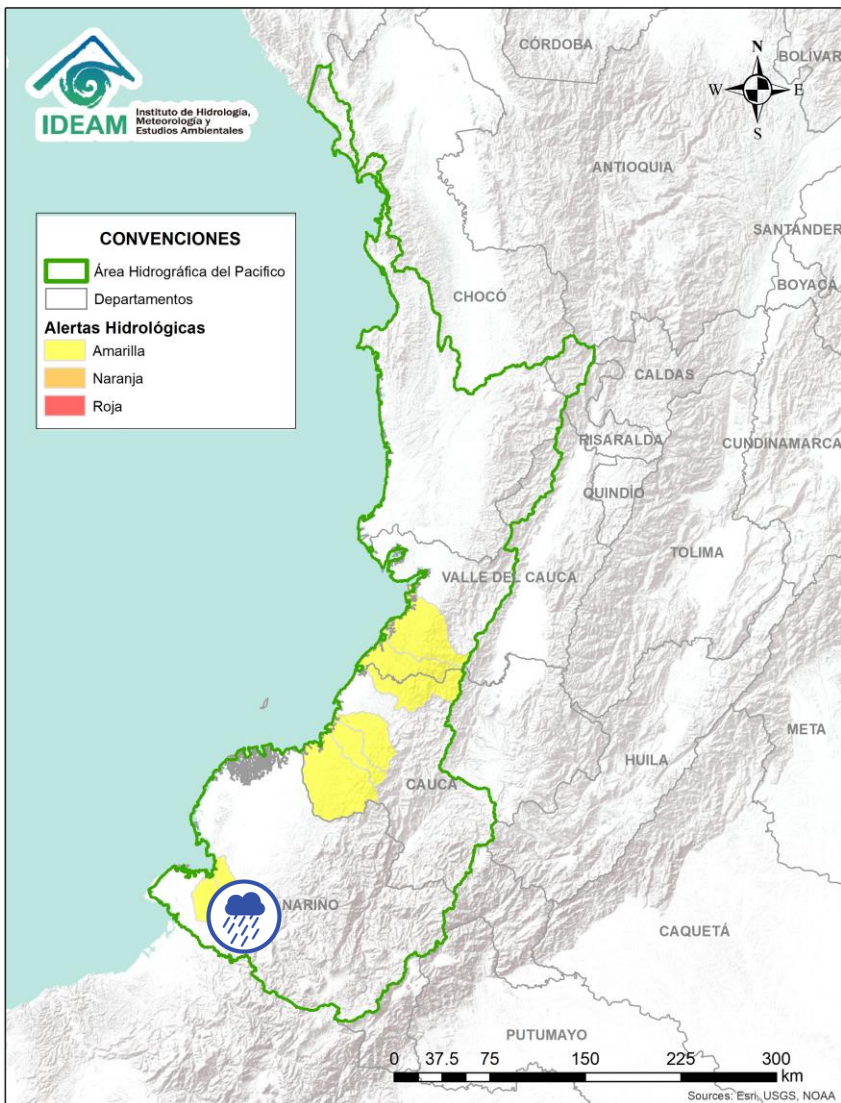 IDEAM
Instituto de Hidrología,
Meteorología y
Estudios Ambientales
N
W
E
S
CÓRDOBA
BOLÍVAR
ANTIOQUIA
SANTANDER
BOYACÁ
CHOCÓ
CALDAS
RISARALDA
CUNDINAMARCA
QUINDÍO
TOLIMA
VALLE DEL CAUCA
META
HUILA
CAUCA
NARIÑO
CAQUETÁ
PUTUMAYO
CONVENCIONES
Área Hidrográfica del Pacifico
Departamentos
Alertas Hidrológicas
Amarilla
Naranja
Roja
0 37.5 75 150 225 300
km
Sources: Esri, USGS, NOAA